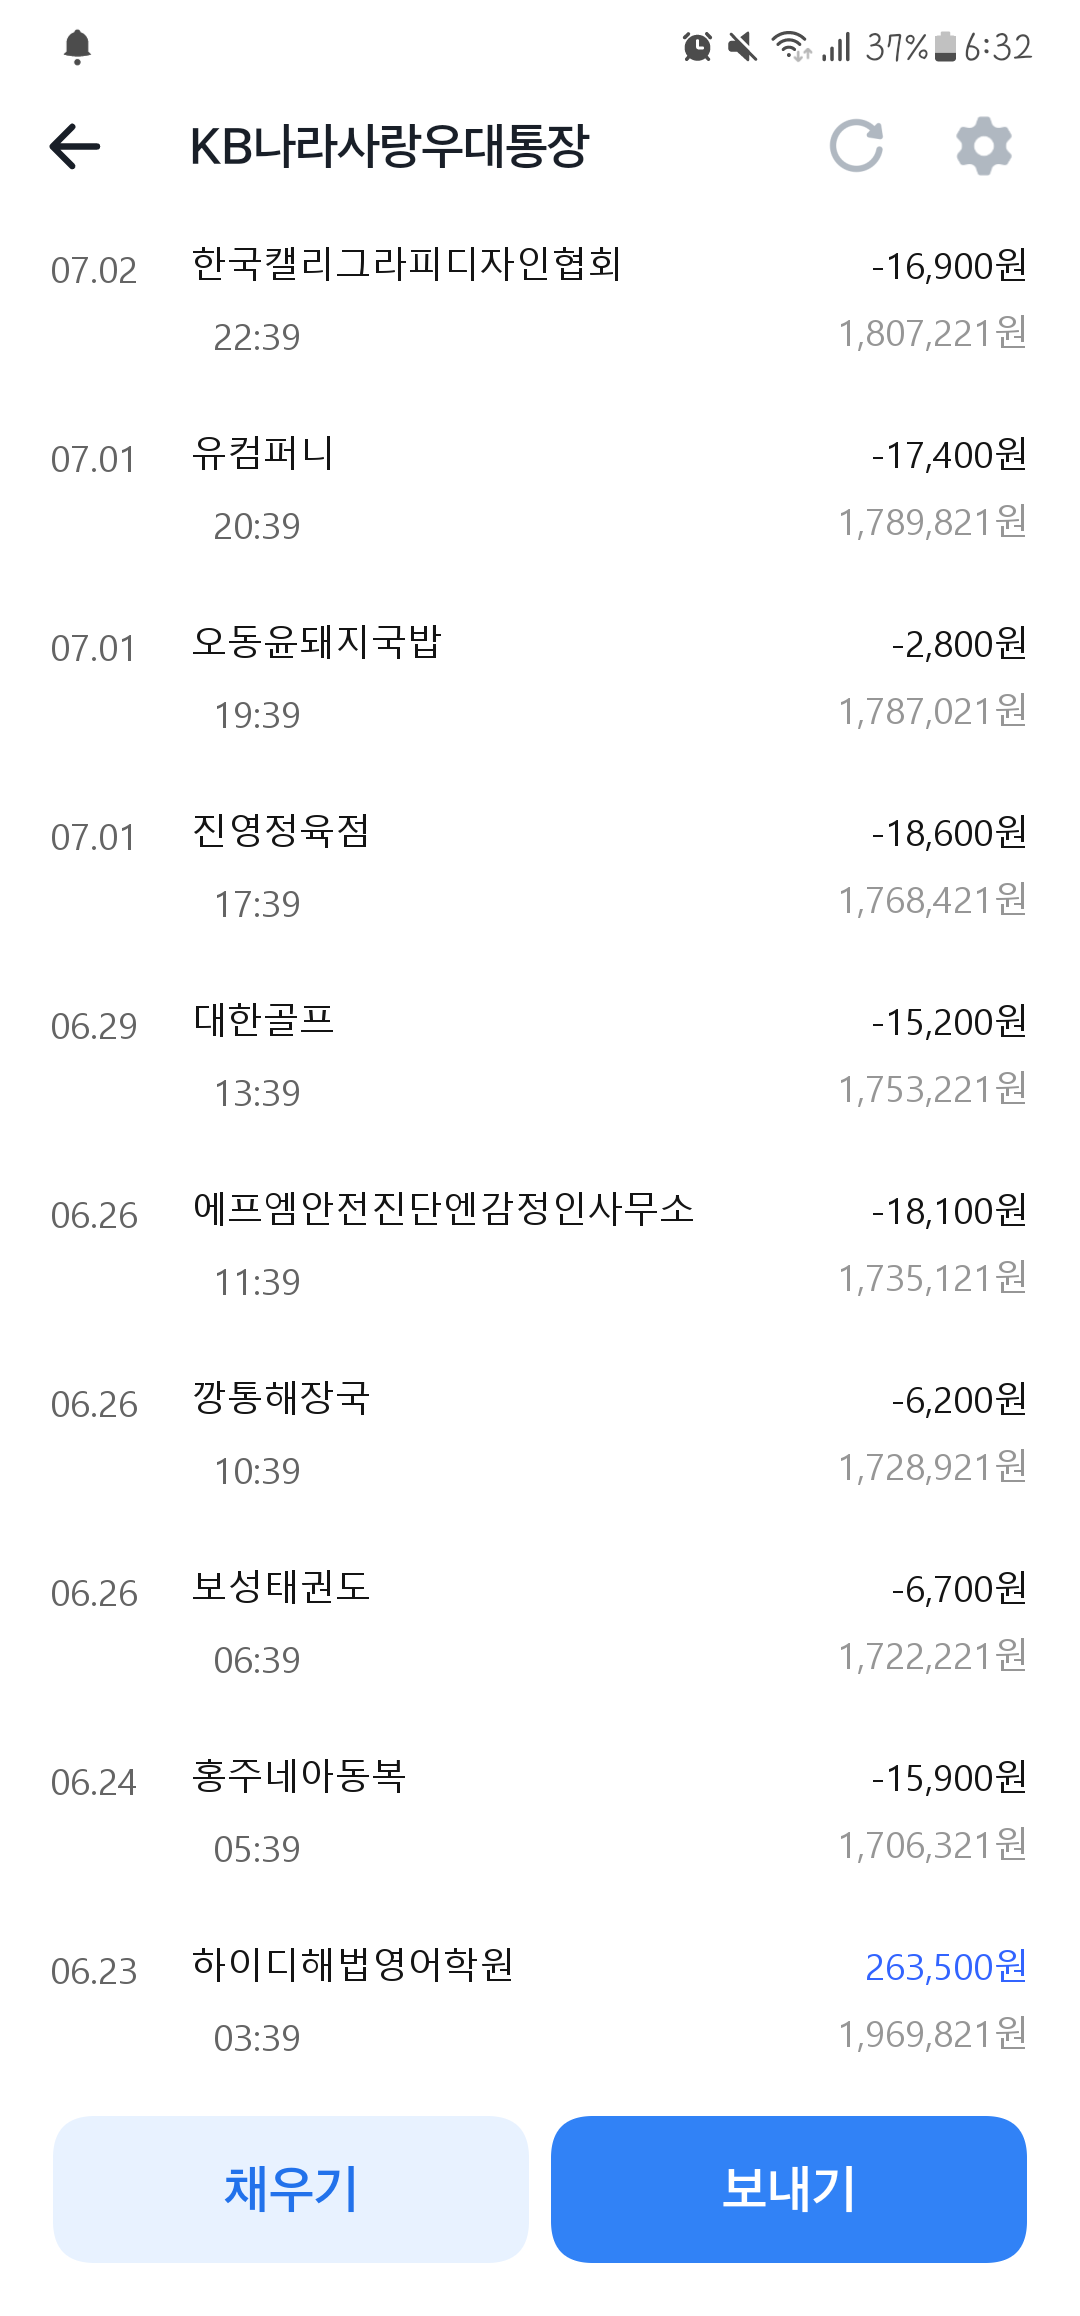 37% 6:32
KB나라사랑우대통장
07.02 한국캘리그라피디자인협회 -16,900원
22:39 1,807,221원
07.01 유컴퍼니 -17,400원
20:39 1,789,821원
07.01 오동윤돼지국밥 -2,800원
19:39 1,787,021원
07.01 진영정육점 -18,600원
17:39 1,768,421원
06.29 대한골프 -15,200원
13:39 1,753,221원
06.26 에프엠안전진단엔감정인사무소 -18,100원
11:39 1,735,121원
06.26 깡통해장국 -6,200원
10:39 1,728,921원
06.26 보성태권도 -6,700원
06:39 1,722,221원
06.24 홍주네아동복 -15,900원
05:39 1,706,321원
06.23 하이디해법영어학원 263,500원
03:39 1,969,821원
채우기 보내기